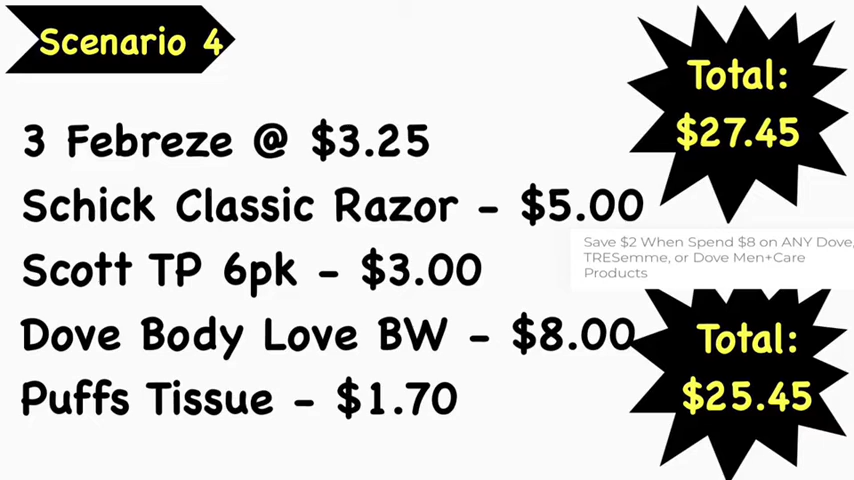 Scenario 4
Total:
$27.45
3 Febreze @ $3.25
Schick Classic Razor - $5.00
Save $2 When Spend $8 on ANY Dove,
TRESemme, or Dove Men+Care
Products
Scott TP 6pk - $3.00
Dove Body Love BW - $8.00
Total:
$25.45
Puffs Tissue - $1.70